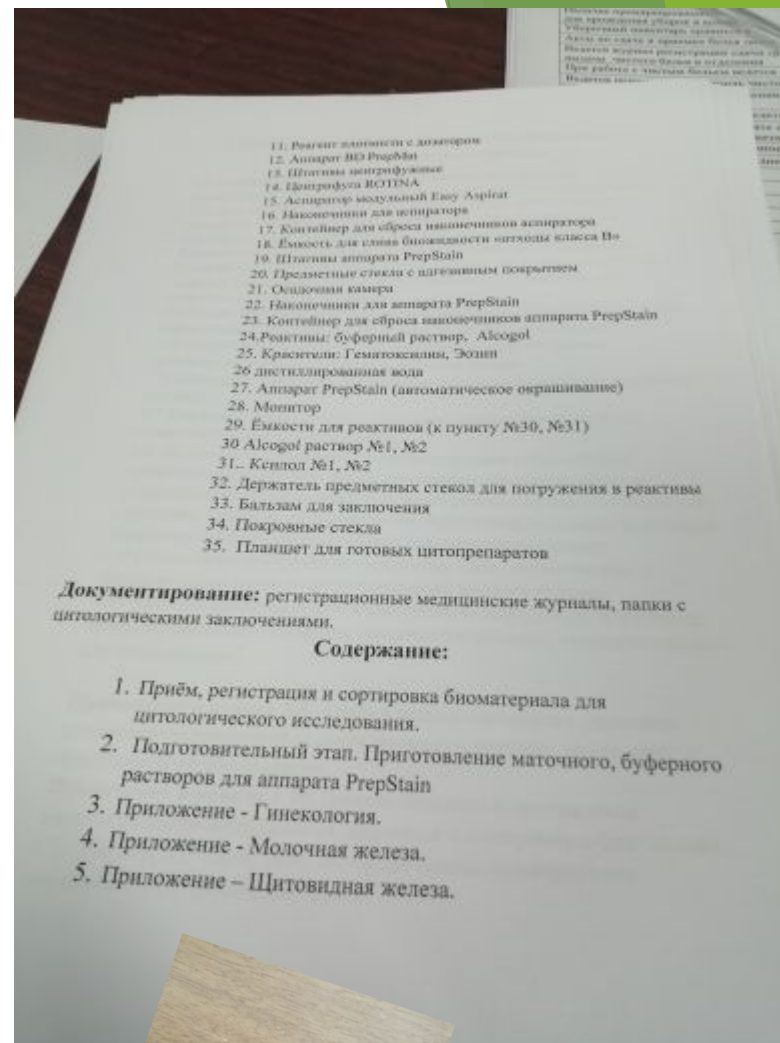 для проведения уборок и
Уборочный инвентарь хранится
11. Реагент плотности с дозатором
12. Аппарат BD PrepMat
13. Штативы центрифужные
14. Центрифуга ROTINA
15. Аспиратор модульный Easy Aspirat
16. Наконечники для аспиратора
17. Контейнер для сброса наконечников аспиратора
18. Ёмкость для слива биожидкости «отходы класса В»
19. Штативы аппарата PrepStain
20. Предметные стекла с адгезивным покрытием
21. Осадочная камера
22. Наконечники для аппарата PrepStain
23. Контейнер для сброса наконечников аппарата PrepStain
24.Реактивы: буферный раствор, Alcogol
25. Красители: Гематоксилин, Эозин
26 дистиллированная вода
27. Аппарат PrepStain (автоматическое окрашивание)
28. Монитор
29. Ёмкости для реактивов (к пункту №30, №31)
30 Alcogol раствор №1, №2
31.. Ксилол №1, №2
32. Держатель предметных стекол для погружения в реактивы
33. Бальзам для заключения
34. Покровные стекла
35. Планшет для готовых цитопрепаратов
Документирование: регистрационные медицинские журналы, папки с
цитологическими заключениями.
Содержание:
1. Приём, регистрация и сортировка биоматериала для
цитологического исследования.
2. Подготовительный этап. Приготовление маточного, буферного
растворов для аппарата PrepStain
3. Приложение - Гинекология.
4. Приложение - Молочная железа.
5. Приложение – Щитовидная железа.